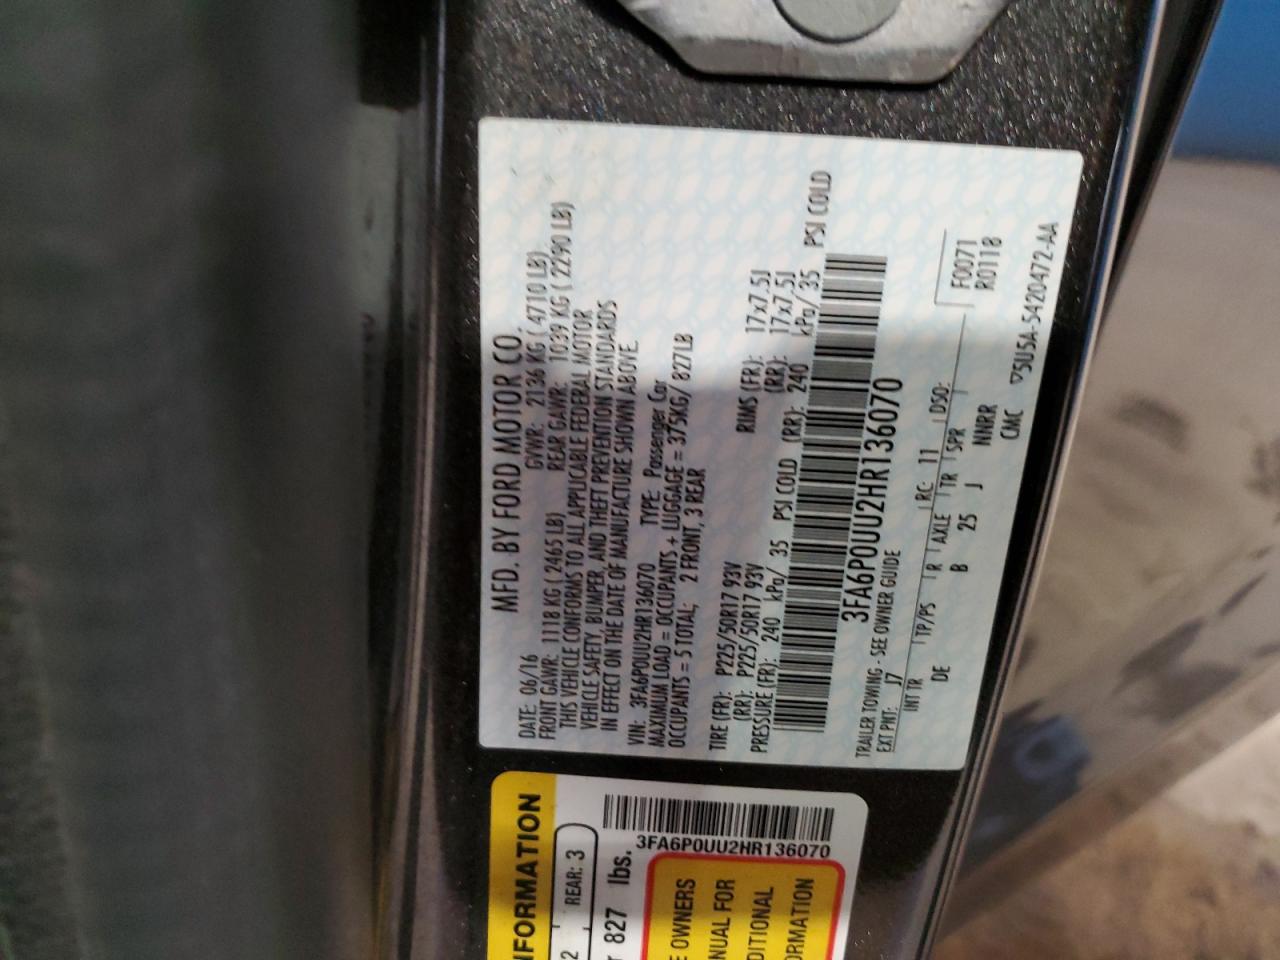 MFD. BY FORD MOTOR CO.
DATE: 06/16 GVWR: 2136 KG ( 4710 LB)
FRONT GAWR: 1118 KG ( 2465 LB) REAR GAWR: 1039 KG ( 2290 LB)
THIS VEHICLE CONFORMS TO ALL APPLICABLE FEDERAL MOTOR
VEHICLE SAFETY, BUMPER, AND THEFT PREVENTION STANDARDS
IN EFFECT ON THE DATE OF MANUFACTURE SHOWN ABOVE.
VIN: 3FA6P0UU2HR136070 TYPE: Passenger Car
MAXIMUM LOAD = OCCUPANTS + LUGGAGE = 375KG/ 827LB
OCCUPANTS = 5 TOTAL; 2 FRONT, 3 REAR
TIRE (FR): P225/50R17 93V RIMS (FR): 17x7.5J
(RR): P225/50R17 93V (RR): 17x7.5J
PRESSURE (FR): 240 kPa/ 35 PSI COLD (RR): 240 kPa/ 35 PSI COLD
3FA6P0UU2HR136070
TRAILER TOWING - SEE OWNER GUIDE
EXT PNT: J7 RC: 11 DSO: F0071
INT TR TP/PS R AXLE TR SPR R0118
DE B 25 J NNRR
CMC ▽5U5A-5420472-AA
NFORMATION
2 REAR: 3
827 lbs.
3FA6P0UU2HR136070
E OWNERS
NUAL FOR
DITIONAL
ORMATION